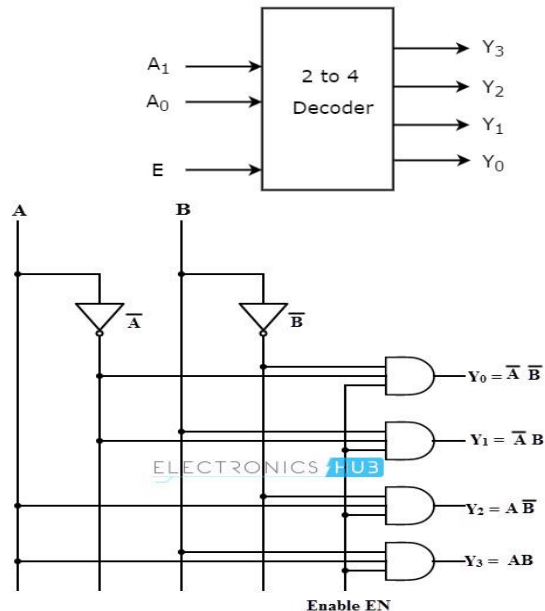 A₁
A₀
E
2 to 4
Decoder
Y₃
Y₂
Y₁
Y₀
A
B
A̅
B̅
Y₀ = A̅ B̅
Y₁ = A̅ B
ELECTRONICS HUB
Y₂ = A B̅
Y₃ = AB
Enable EN